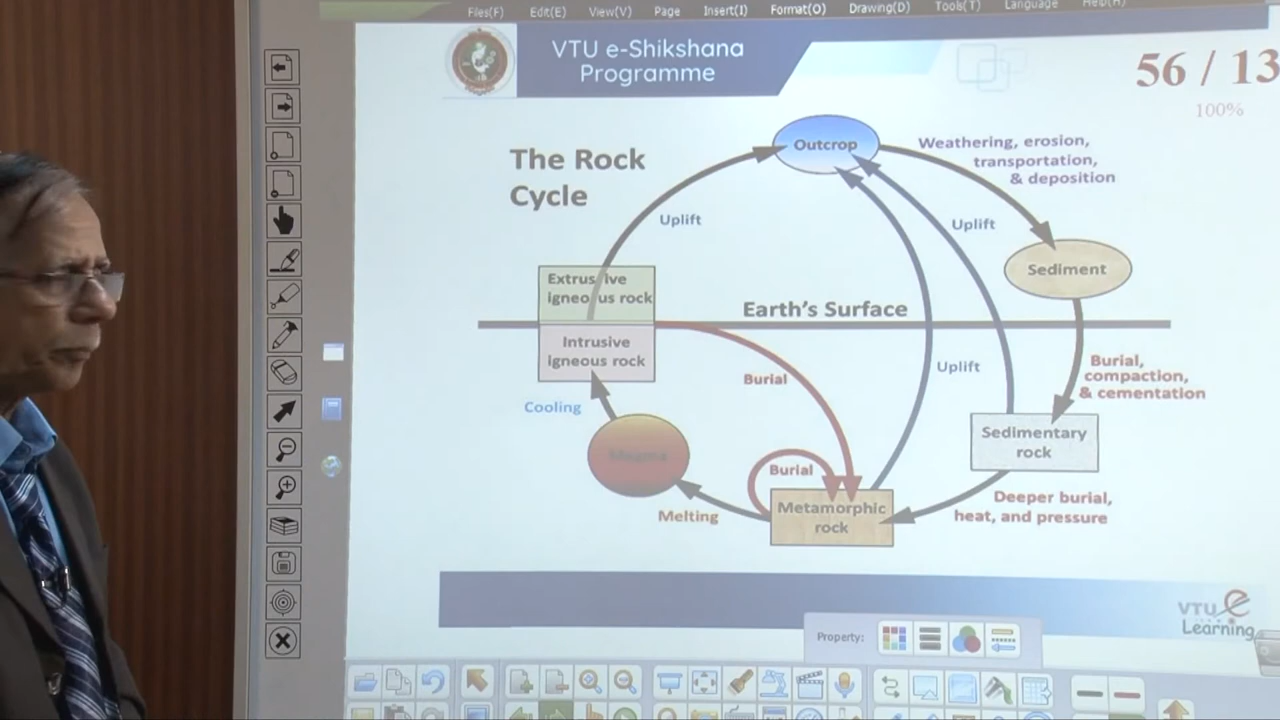 Files(F) Edit(E) View(V) Page Insert(I) Format(O) Drawing(D) Tools(T) Language Help(H)
VTU e-Shikshana
Programme
56 / 13
100%
The Rock
Cycle
Outcrop
Weathering, erosion,
transportation,
& deposition
Uplift
Uplift
Sediment
Extrusive
igneous rock
Earth's Surface
Intrusive
igneous rock
Burial
Uplift
Burial,
compaction,
& cementation
Cooling
Magma
Sedimentary
rock
Burial
Melting
Metamorphic
rock
Deeper burial,
heat, and pressure
VTU e
Learning
Property: